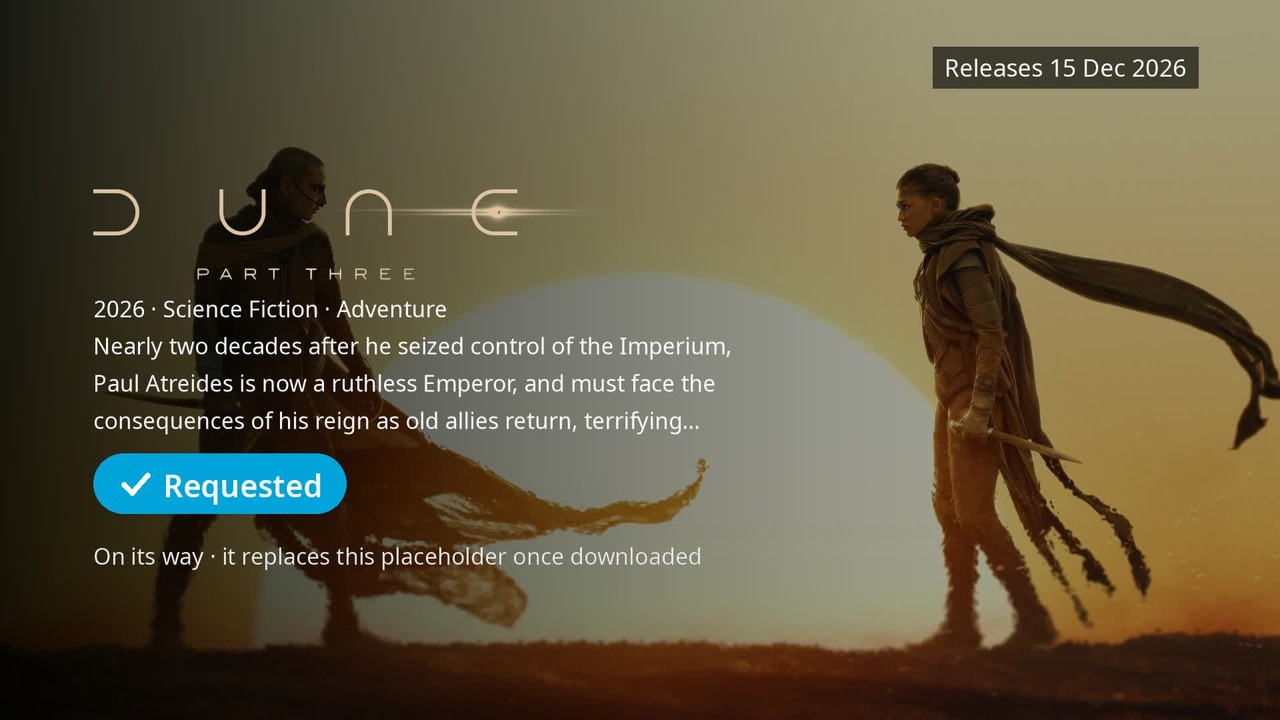 Releases 15 Dec 2026
DUNE
PART THREE
2026 · Science Fiction · Adventure
Nearly two decades after he seized control of the Imperium,
Paul Atreides is now a ruthless Emperor, and must face the
consequences of his reign as old allies return, terrifying...
Requested
On its way · it replaces this placeholder once downloaded